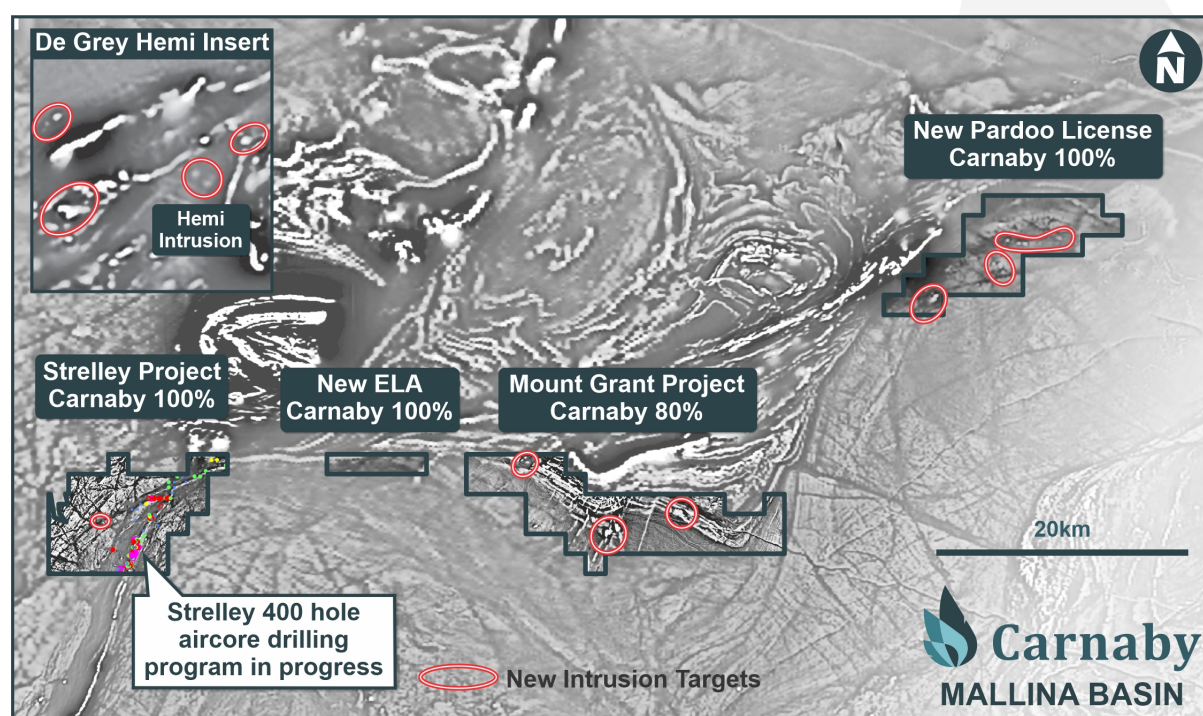 De Grey Hemi Insert
Hemi
Intrusion
N
New Pardoo License
Carnaby 100%
Strelley Project
Carnaby 100%
New ELA
Carnaby 100%
Mount Grant Project
Carnaby 80%
20km
Strelley 400 hole
aircore drilling
program in progress
New Intrusion Targets
Carnaby
MALLINA BASIN